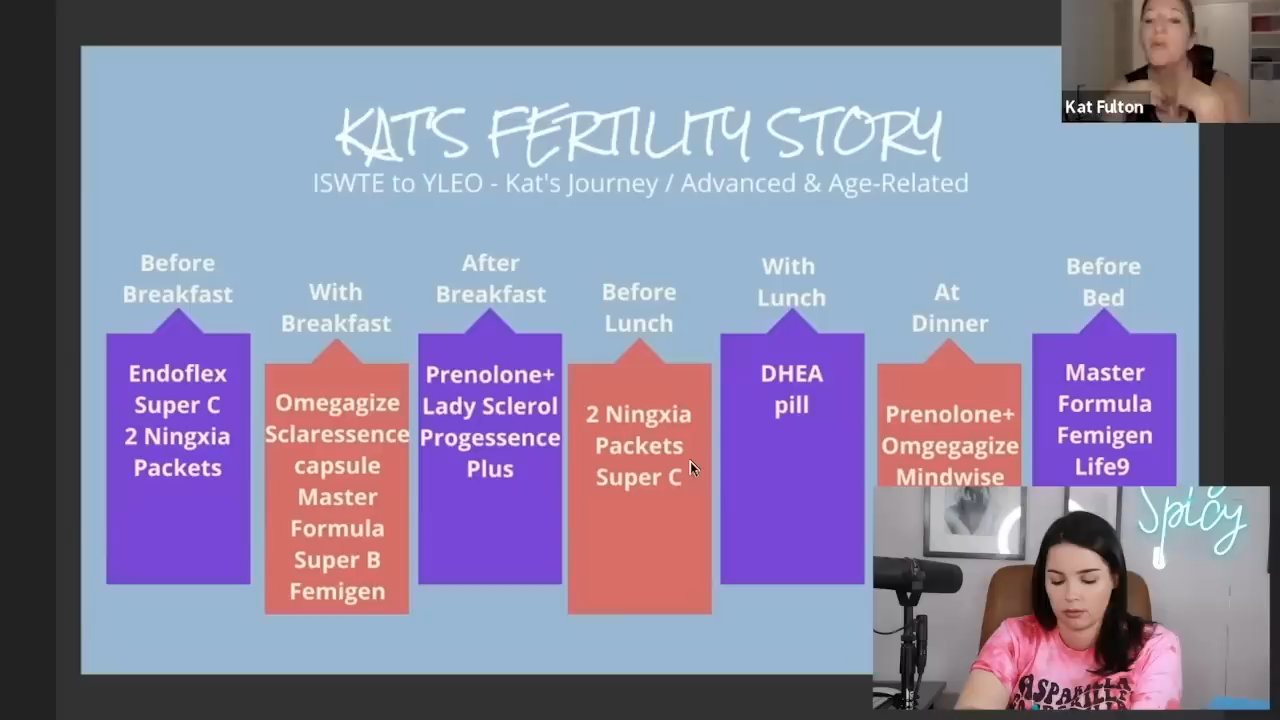 Kat Fulton
KAT'S FERTILITY STORY
ISWTE to YLEO - Kat's Journey / Advanced & Age-Related
Before
Breakfast
Endoflex
Super C
2 Ningxia
Packets
With
Breakfast
Omegagize
Sclaressence
capsule
Master
Formula
Super B
Femigen
After
Breakfast
Prenolone+
Lady Sclerol
Progessence
Plus
Before
Lunch
2 Ningxia
Packets
Super C
With
Lunch
DHEA
pill
At
Dinner
Prenolone+
Omgegagize
Mindwise
Before
Bed
Master
Formula
Femigen
Life9
Spicy